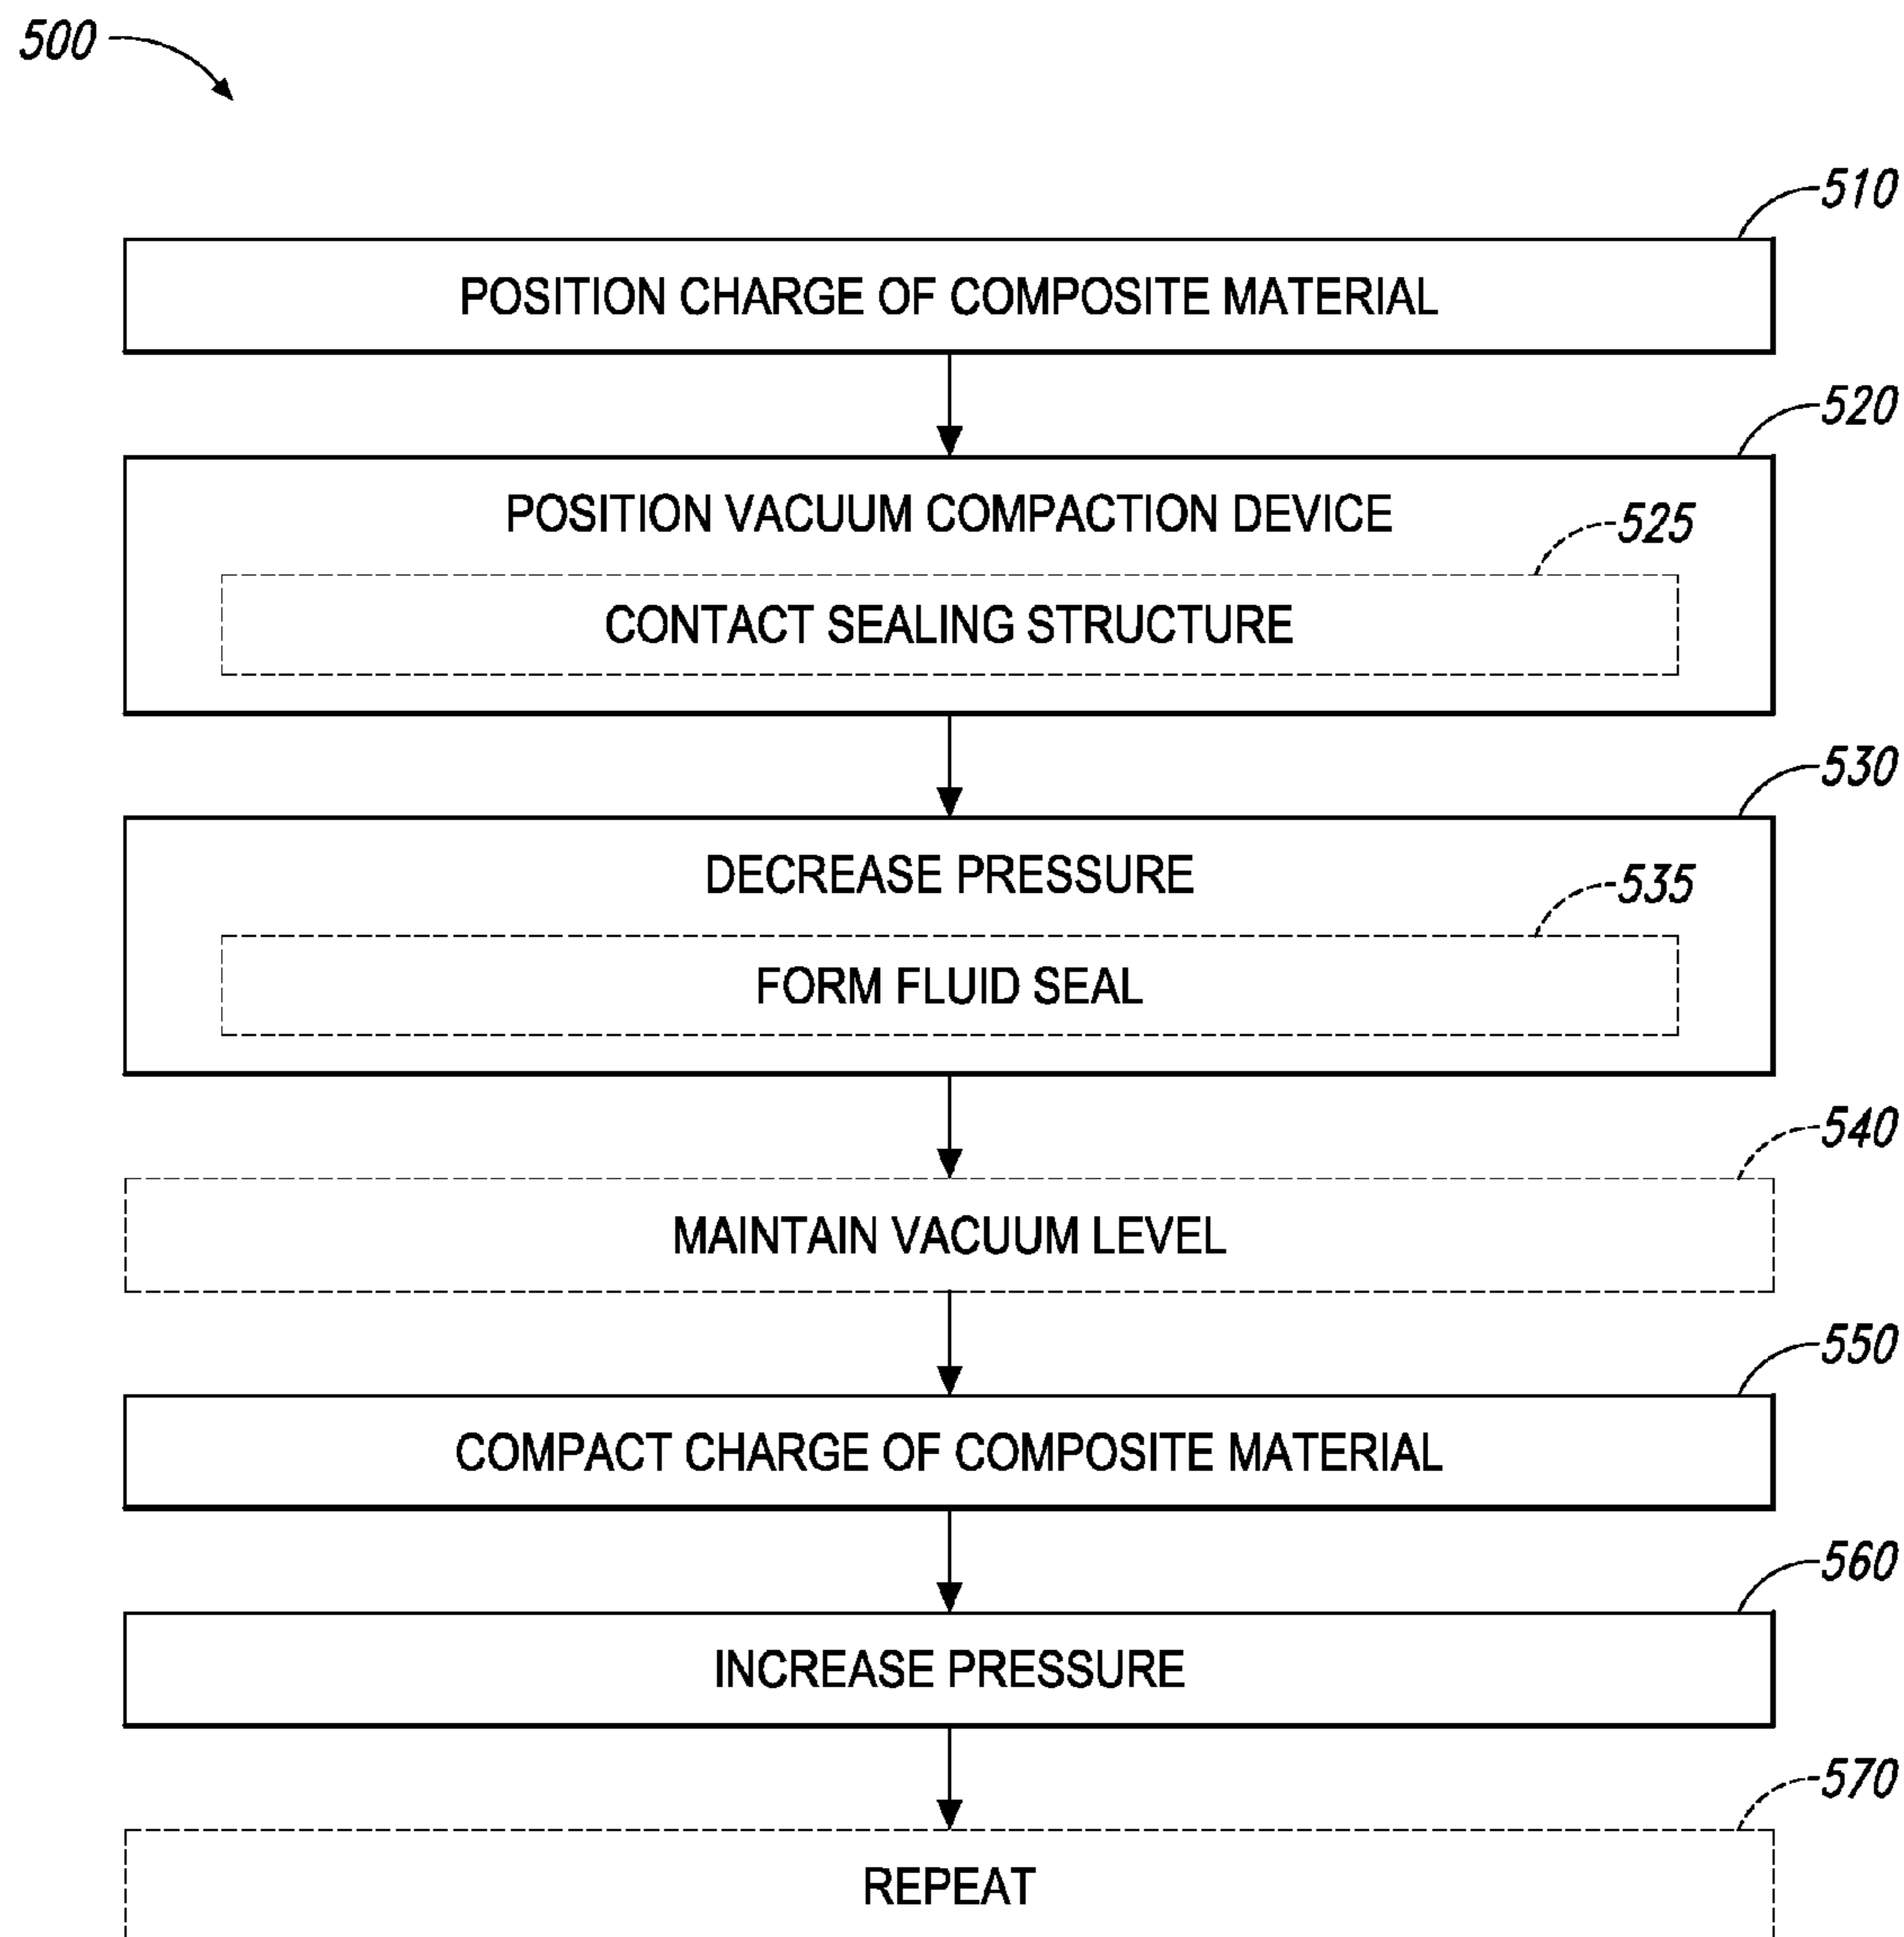 500
510
POSITION CHARGE OF COMPOSITE MATERIAL
520
POSITION VACUUM COMPACTION DEVICE
525
CONTACT SEALING STRUCTURE
530
DECREASE PRESSURE
535
FORM FLUID SEAL
540
MAINTAIN VACUUM LEVEL
550
COMPACT CHARGE OF COMPOSITE MATERIAL
560
INCREASE PRESSURE
570
REPEAT